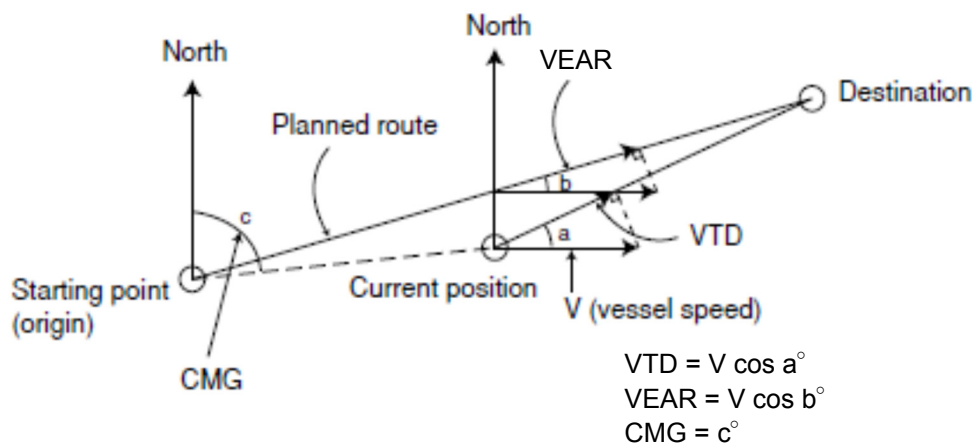 North
North
VEAR
Destination
Planned route
b
c
a
VTD
Starting point
(origin)
Current position
V (vessel speed)
CMG
VTD = V cos a°
VEAR = V cos b°
CMG = c°